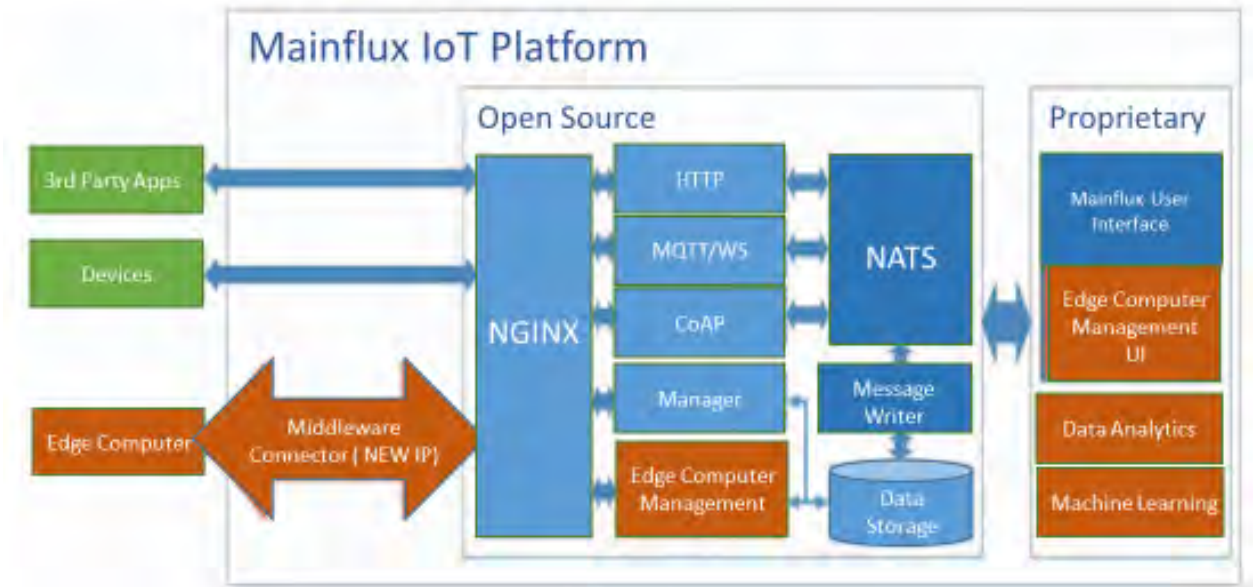 Mainflux IoT Platform
Open Source
Proprietary
3rd Party Apps
Devices
Edge Computer
Middleware
Connector ( NEW IP)
NGINX
HTTP
MQTT/WS
CoAP
Manager
Edge Computer
Management
NATS
Message
Writer
Data
Storage
Mainflux User
Interface
Edge Computer
Management
UI
Data Analytics
Machine Learning